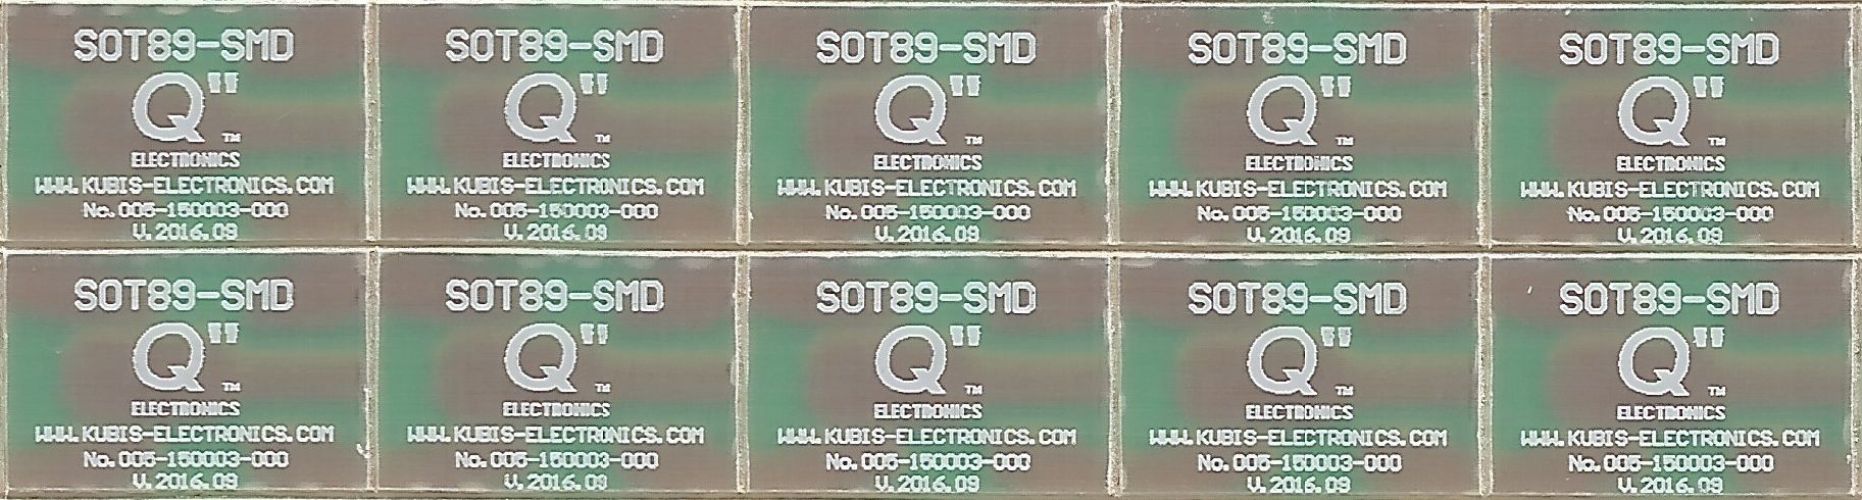 SOT89-SMD
Q" ™
ELECTRONICS
WWW.KUBIS-ELECTRONICS.COM
No.005-150003-000
V.2016.09
SOT89-SMD
Q" ™
ELECTRONICS
WWW.KUBIS-ELECTRONICS.COM
No.005-150003-000
V.2016.09
SOT89-SMD
Q" ™
ELECTRONICS
WWW.KUBIS-ELECTRONICS.COM
No.005-150003-000
V.2016.09
SOT89-SMD
Q" ™
ELECTRONICS
WWW.KUBIS-ELECTRONICS.COM
No.005-150003-000
V.2016.09
SOT89-SMD
Q" ™
ELECTRONICS
WWW.KUBIS-ELECTRONICS.COM
No.005-150003-000
V.2016.09
SOT89-SMD
Q" ™
ELECTRONICS
WWW.KUBIS-ELECTRONICS.COM
No.005-150003-000
V.2016.09
SOT89-SMD
Q" ™
ELECTRONICS
WWW.KUBIS-ELECTRONICS.COM
No.005-150003-000
V.2016.09
SOT89-SMD
Q" ™
ELECTRONICS
WWW.KUBIS-ELECTRONICS.COM
No.005-150003-000
V.2016.09
SOT89-SMD
Q" ™
ELECTRONICS
WWW.KUBIS-ELECTRONICS.COM
No.005-150003-000
V.2016.09
SOT89-SMD
Q" ™
ELECTRONICS
WWW.KUBIS-ELECTRONICS.COM
No.005-150003-000
V.2016.09